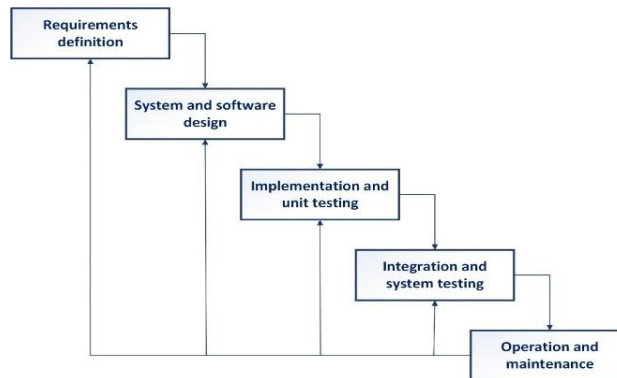 Requirements
definition
System and software
design
Implementation and
unit testing
Integration and
system testing
Operation and
maintenance